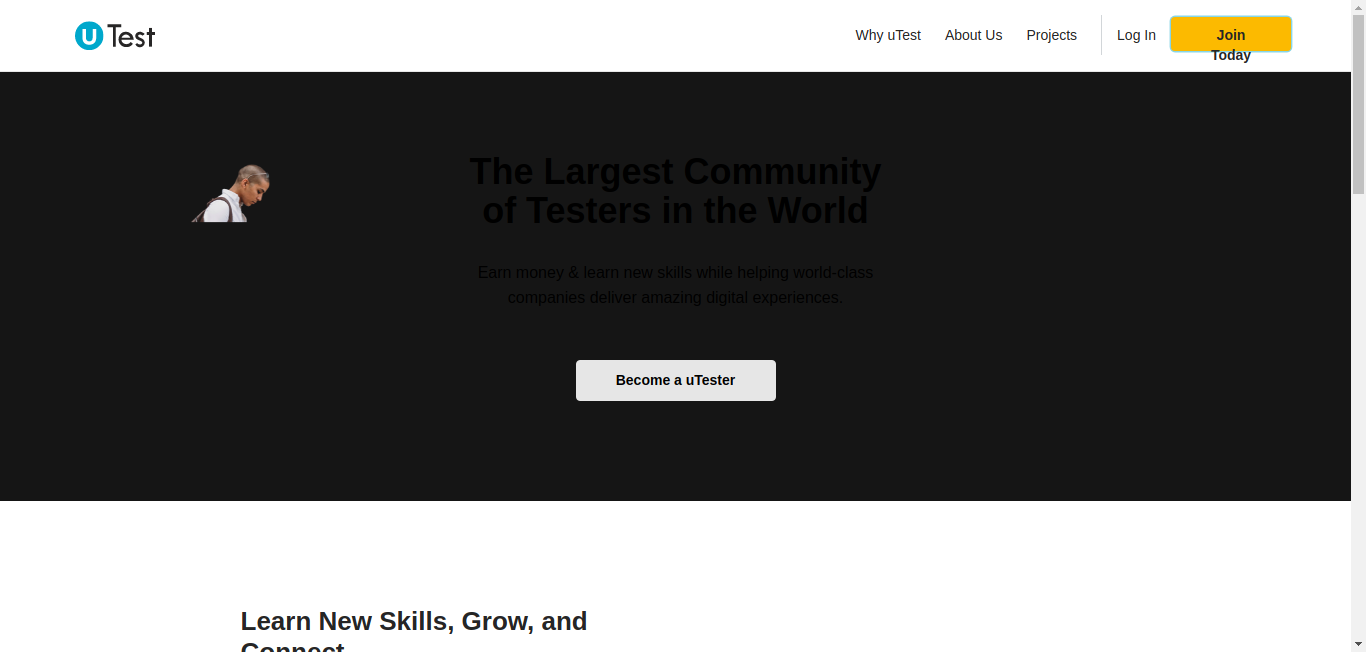 uTest
Why uTest
About Us
Projects
Log In
Join
Today
The Largest Community
of Testers in the World
Earn money & learn new skills while helping world-class
companies deliver amazing digital experiences.
Become a uTester
Learn New Skills, Grow, and
Connect